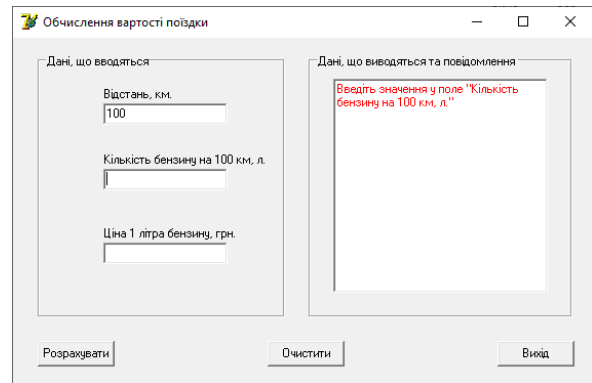 Обчислення вартості поїздки
Дані, що вводяться
Відстань, км.
100
Кількість бензину на 100 км, л.
Ціна 1 літра бензину, грн.
Дані, що виводяться та повідомлення
Введіть значення у поле "Кількість
бензину на 100 км, л."
Розрахувати
Очистити
Вихід